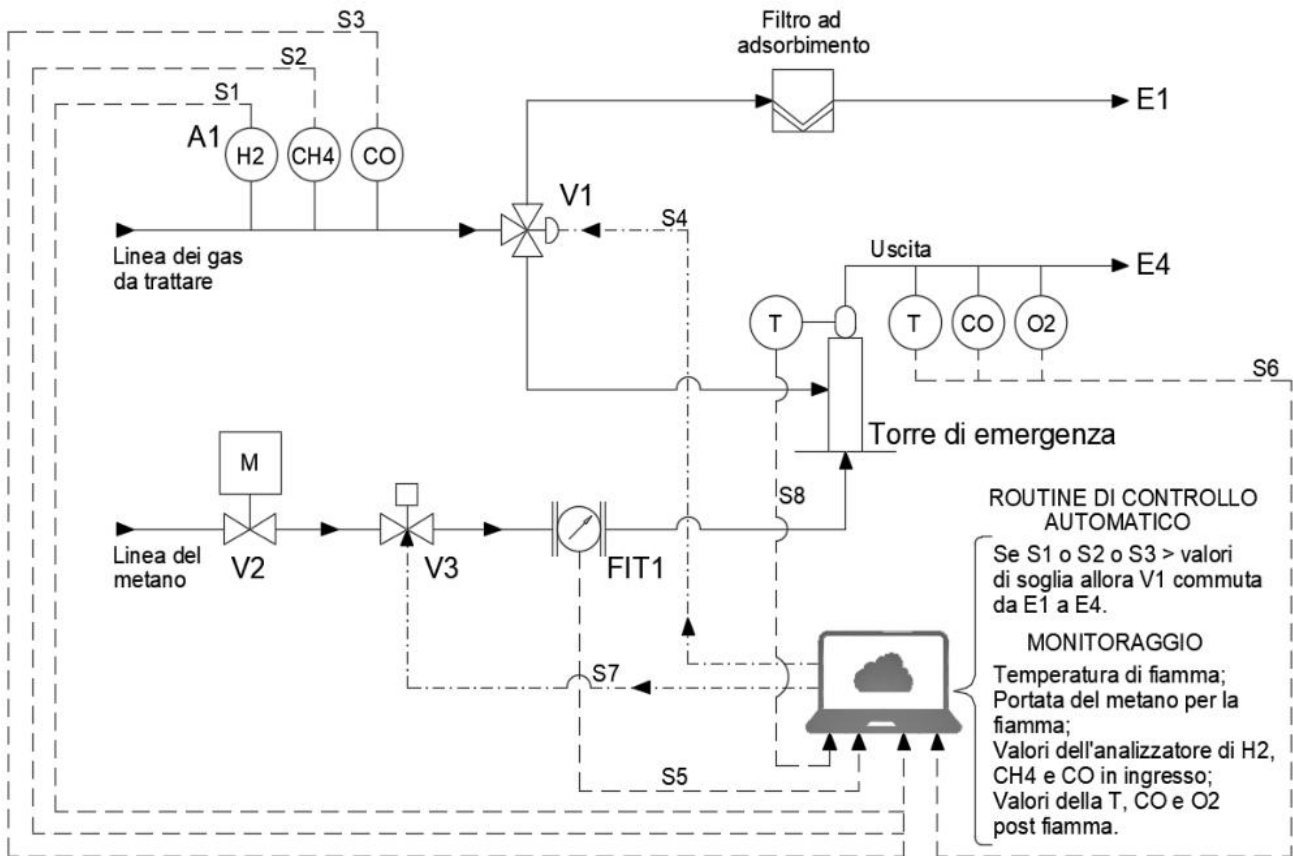 S3
Filtro ad
adsorbimento
S2
S1
E1
A1
H2
CH4
CO
V1
S4
Linea dei gas
da trattare
Uscita
E4
T
T
CO
O2
S6
Torre di emergenza
M
S8
Linea del
metano
V2
V3
FIT1
S7
S5
ROUTINE DI CONTROLLO
AUTOMATICO
Se S1 o S2 o S3 > valori
di soglia allora V1 commuta
da E1 a E4.
MONITORAGGIO
Temperatura di fiamma;
Portata del metano per la
fiamma;
Valori dell'analizzatore di H2,
CH4 e CO in ingresso;
Valori della T, CO e O2
post fiamma.